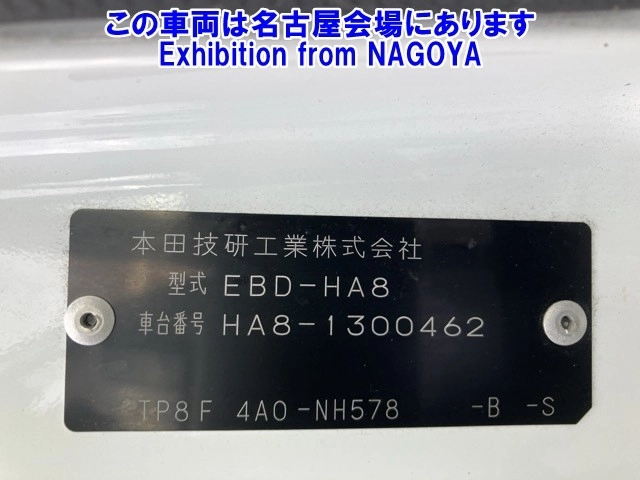 この車両は名古屋会場にあります
Exhibition from NAGOYA
本田技研工業株式会社
型式 EBD-HA8
車台番号 HA8-1300462
TP8F 4A0-NH578 -B -S